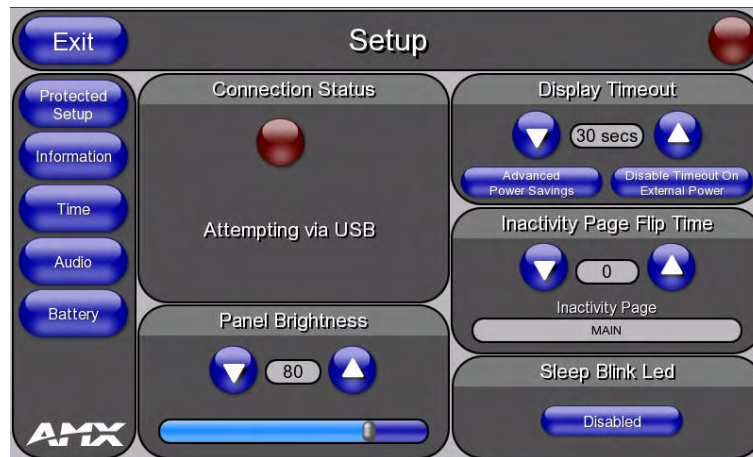 Exit
Setup
Protected
Setup
Information
Time
Audio
Battery
AMX
Connection Status
Attempting via USB
Panel Brightness
80
Display Timeout
30 secs
Advanced
Power Savings
Disable Timeout On
External Power
Inactivity Page Flip Time
0
Inactivity Page
MAIN
Sleep Blink Led
Disabled